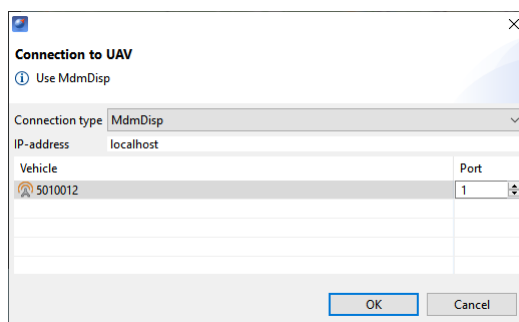 Connection to UAV
Use MdmDisp
Connection type MdmDisp
IP-address localhost
Vehicle Port
5010012 1
OK Cancel